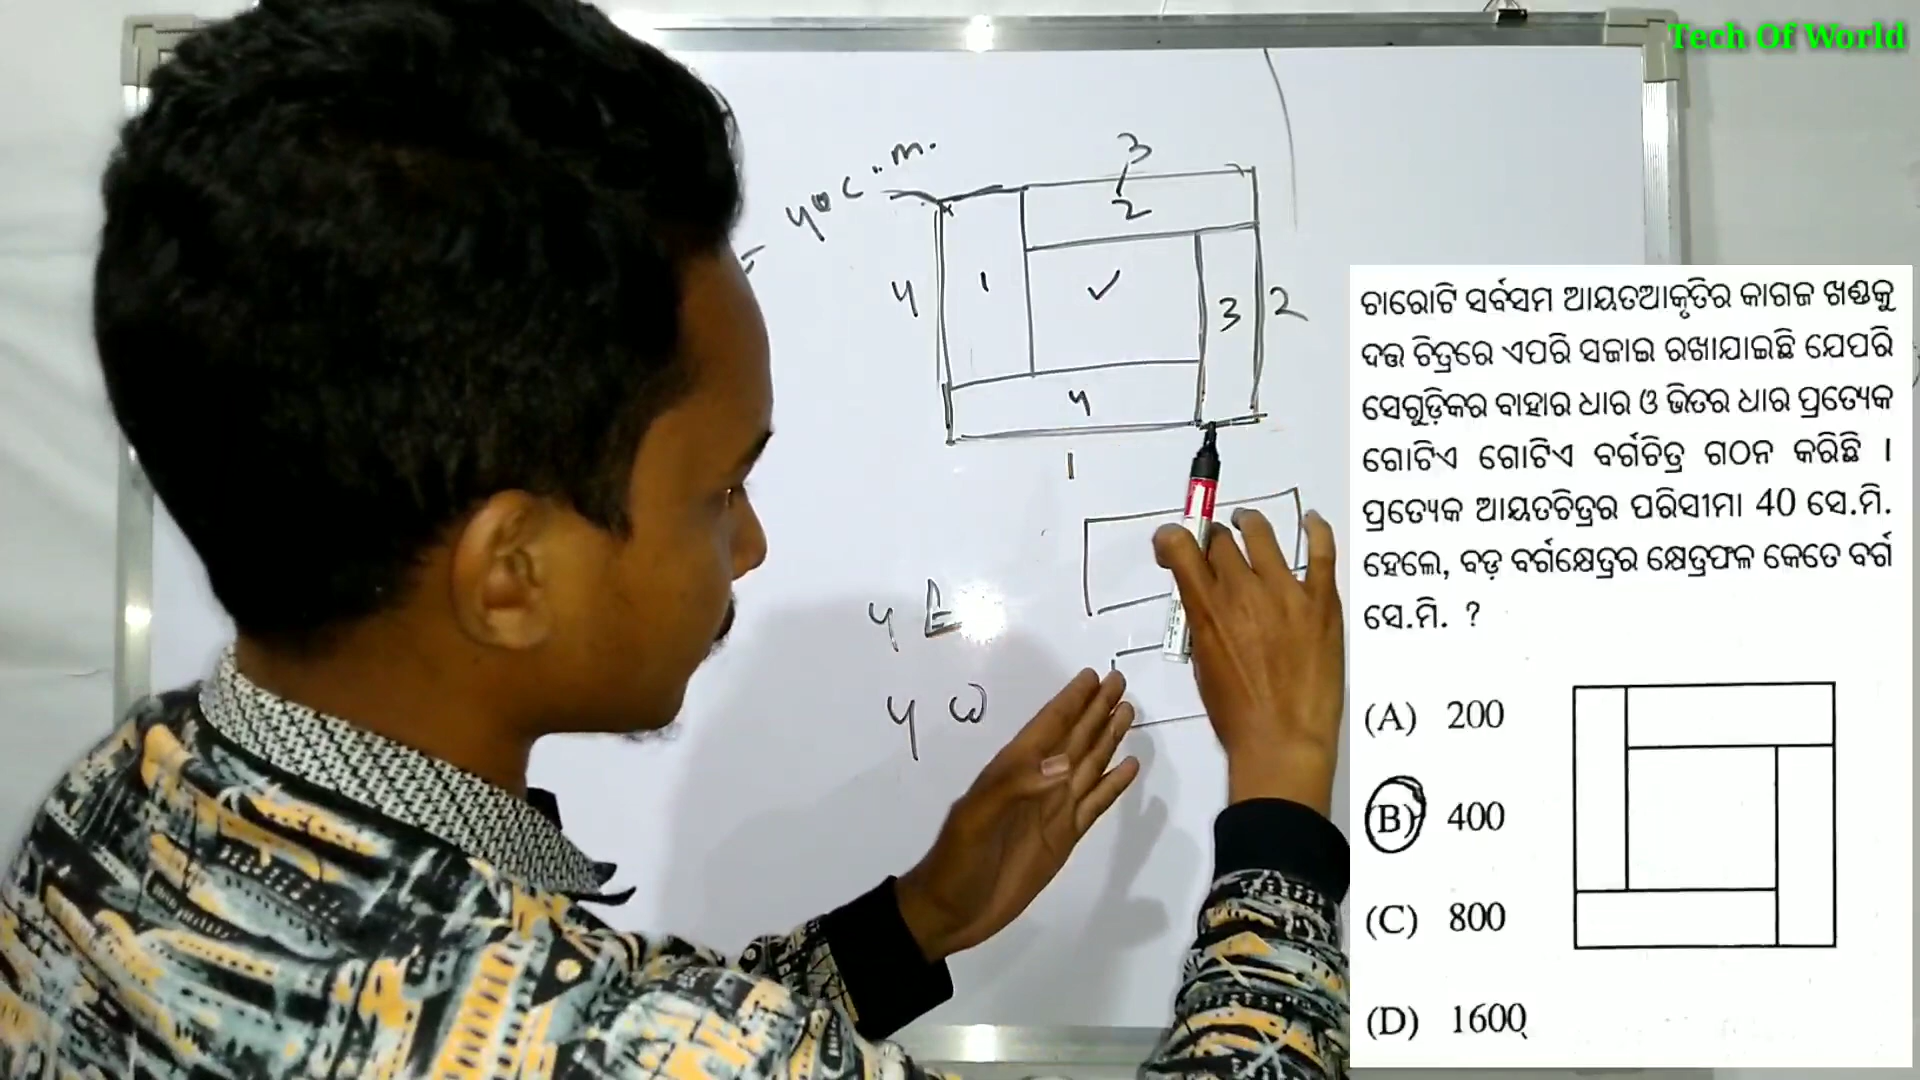 Tech Of World
3
4 c.m.
2
4
1
✓
3
2
4
1
4 L
4 ω
ଚାରୋଟି ସର୍ବସମ ଆୟତଆକୃତିର କାଗଜ ଖଣ୍ଡକୁ
ଦତ୍ତ ଚିତ୍ରରେ ଏପରି ସଜାଇ ରଖାଯାଇଛି ଯେପରି
ସେଗୁଡ଼ିକର ବାହାର ଧାର ଓ ଭିତର ଧାର ପ୍ରତ୍ୟେକ
ଗୋଟିଏ ଗୋଟିଏ ବର୍ଗଚିତ୍ର ଗଠନ କରିଛି ।
ପ୍ରତ୍ୟେକ ଆୟତଚିତ୍ରର ପରିସୀମା 40 ସେ.ମି.
ହେଲେ, ବଡ଼ ବର୍ଗକ୍ଷେତ୍ରର କ୍ଷେତ୍ରଫଳ କେତେ ବର୍ଗ
ସେ.ମି. ?
(A) 200
(B) 400
(C) 800
(D) 1600